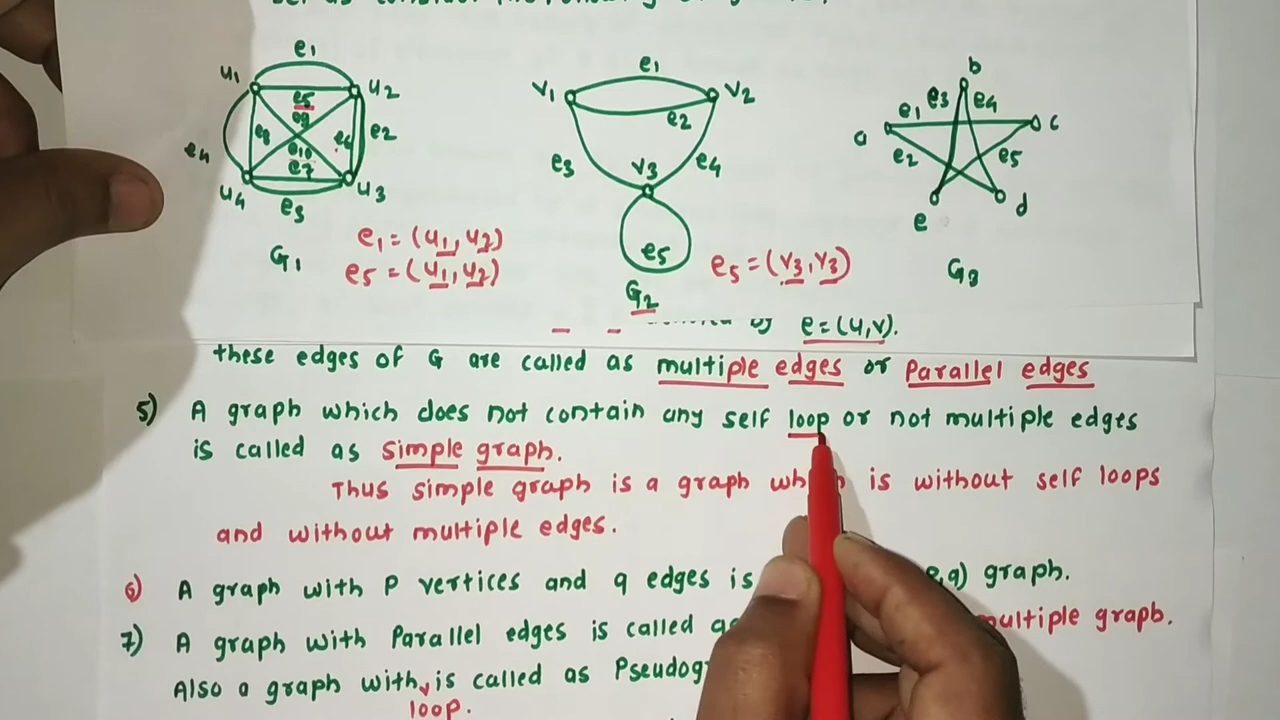 e1
u1
u2
e5
e9
e8
e6
e2
e4
e10
e7
u4
u3
e3
G1
e1 = (u1, u2)
e5 = (u1, u2)
e1
v1
v2
e2
e3
v3
e4
e5
G2
e5 = (v3, v3)
b
e1 e3 e4
a
c
e2
e5
e
d
G3
by e = (u,v).
these edges of G are called as multiple edges or Parallel edges
5) A graph which does not contain any self loop or not multiple edges
is called as simple graph.
Thus simple graph is a graph is without self loops
and without multiple edges.
6) A graph with P vertices and q edges is q) graph.
7) A graph with Parallel edges is called multiple graph.
Also a graph with loop is called as